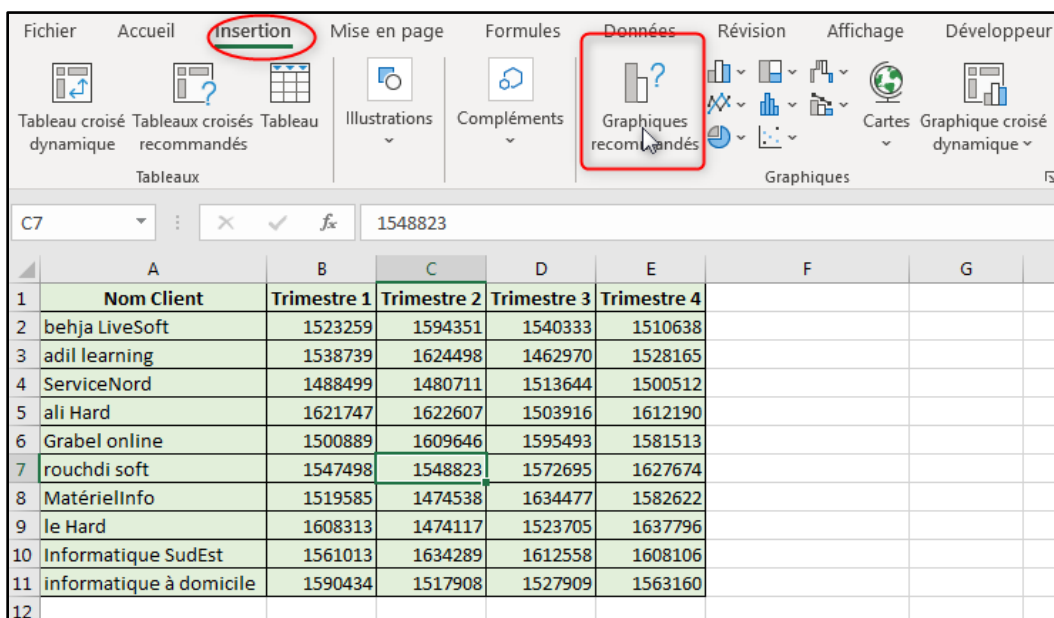 Fichier Accueil Insertion Mise en page Formules Données Révision Affichage Développeur
Tableau croisé dynamique Tableaux croisés recommandés Tableau Illustrations Compléments Graphiques recommandés Cartes Graphique croisé dynamique
Tableaux Graphiques
C7 fx 1548823
A B C D E F G
1 Nom Client Trimestre 1 Trimestre 2 Trimestre 3 Trimestre 4
2 behja LiveSoft 1523259 1594351 1540333 1510638
3 adil learning 1538739 1624498 1462970 1528165
4 ServiceNord 1488499 1480711 1513644 1500512
5 ali Hard 1621747 1622607 1503916 1612190
6 Grabel online 1500889 1609646 1595493 1581513
7 rouchdi soft 1547498 1548823 1572695 1627674
8 MatérielInfo 1519585 1474538 1634477 1582622
9 le Hard 1608313 1474117 1523705 1637796
10 Informatique SudEst 1561013 1634289 1612558 1608106
11 informatique à domicile 1590434 1517908 1527909 1563160
12